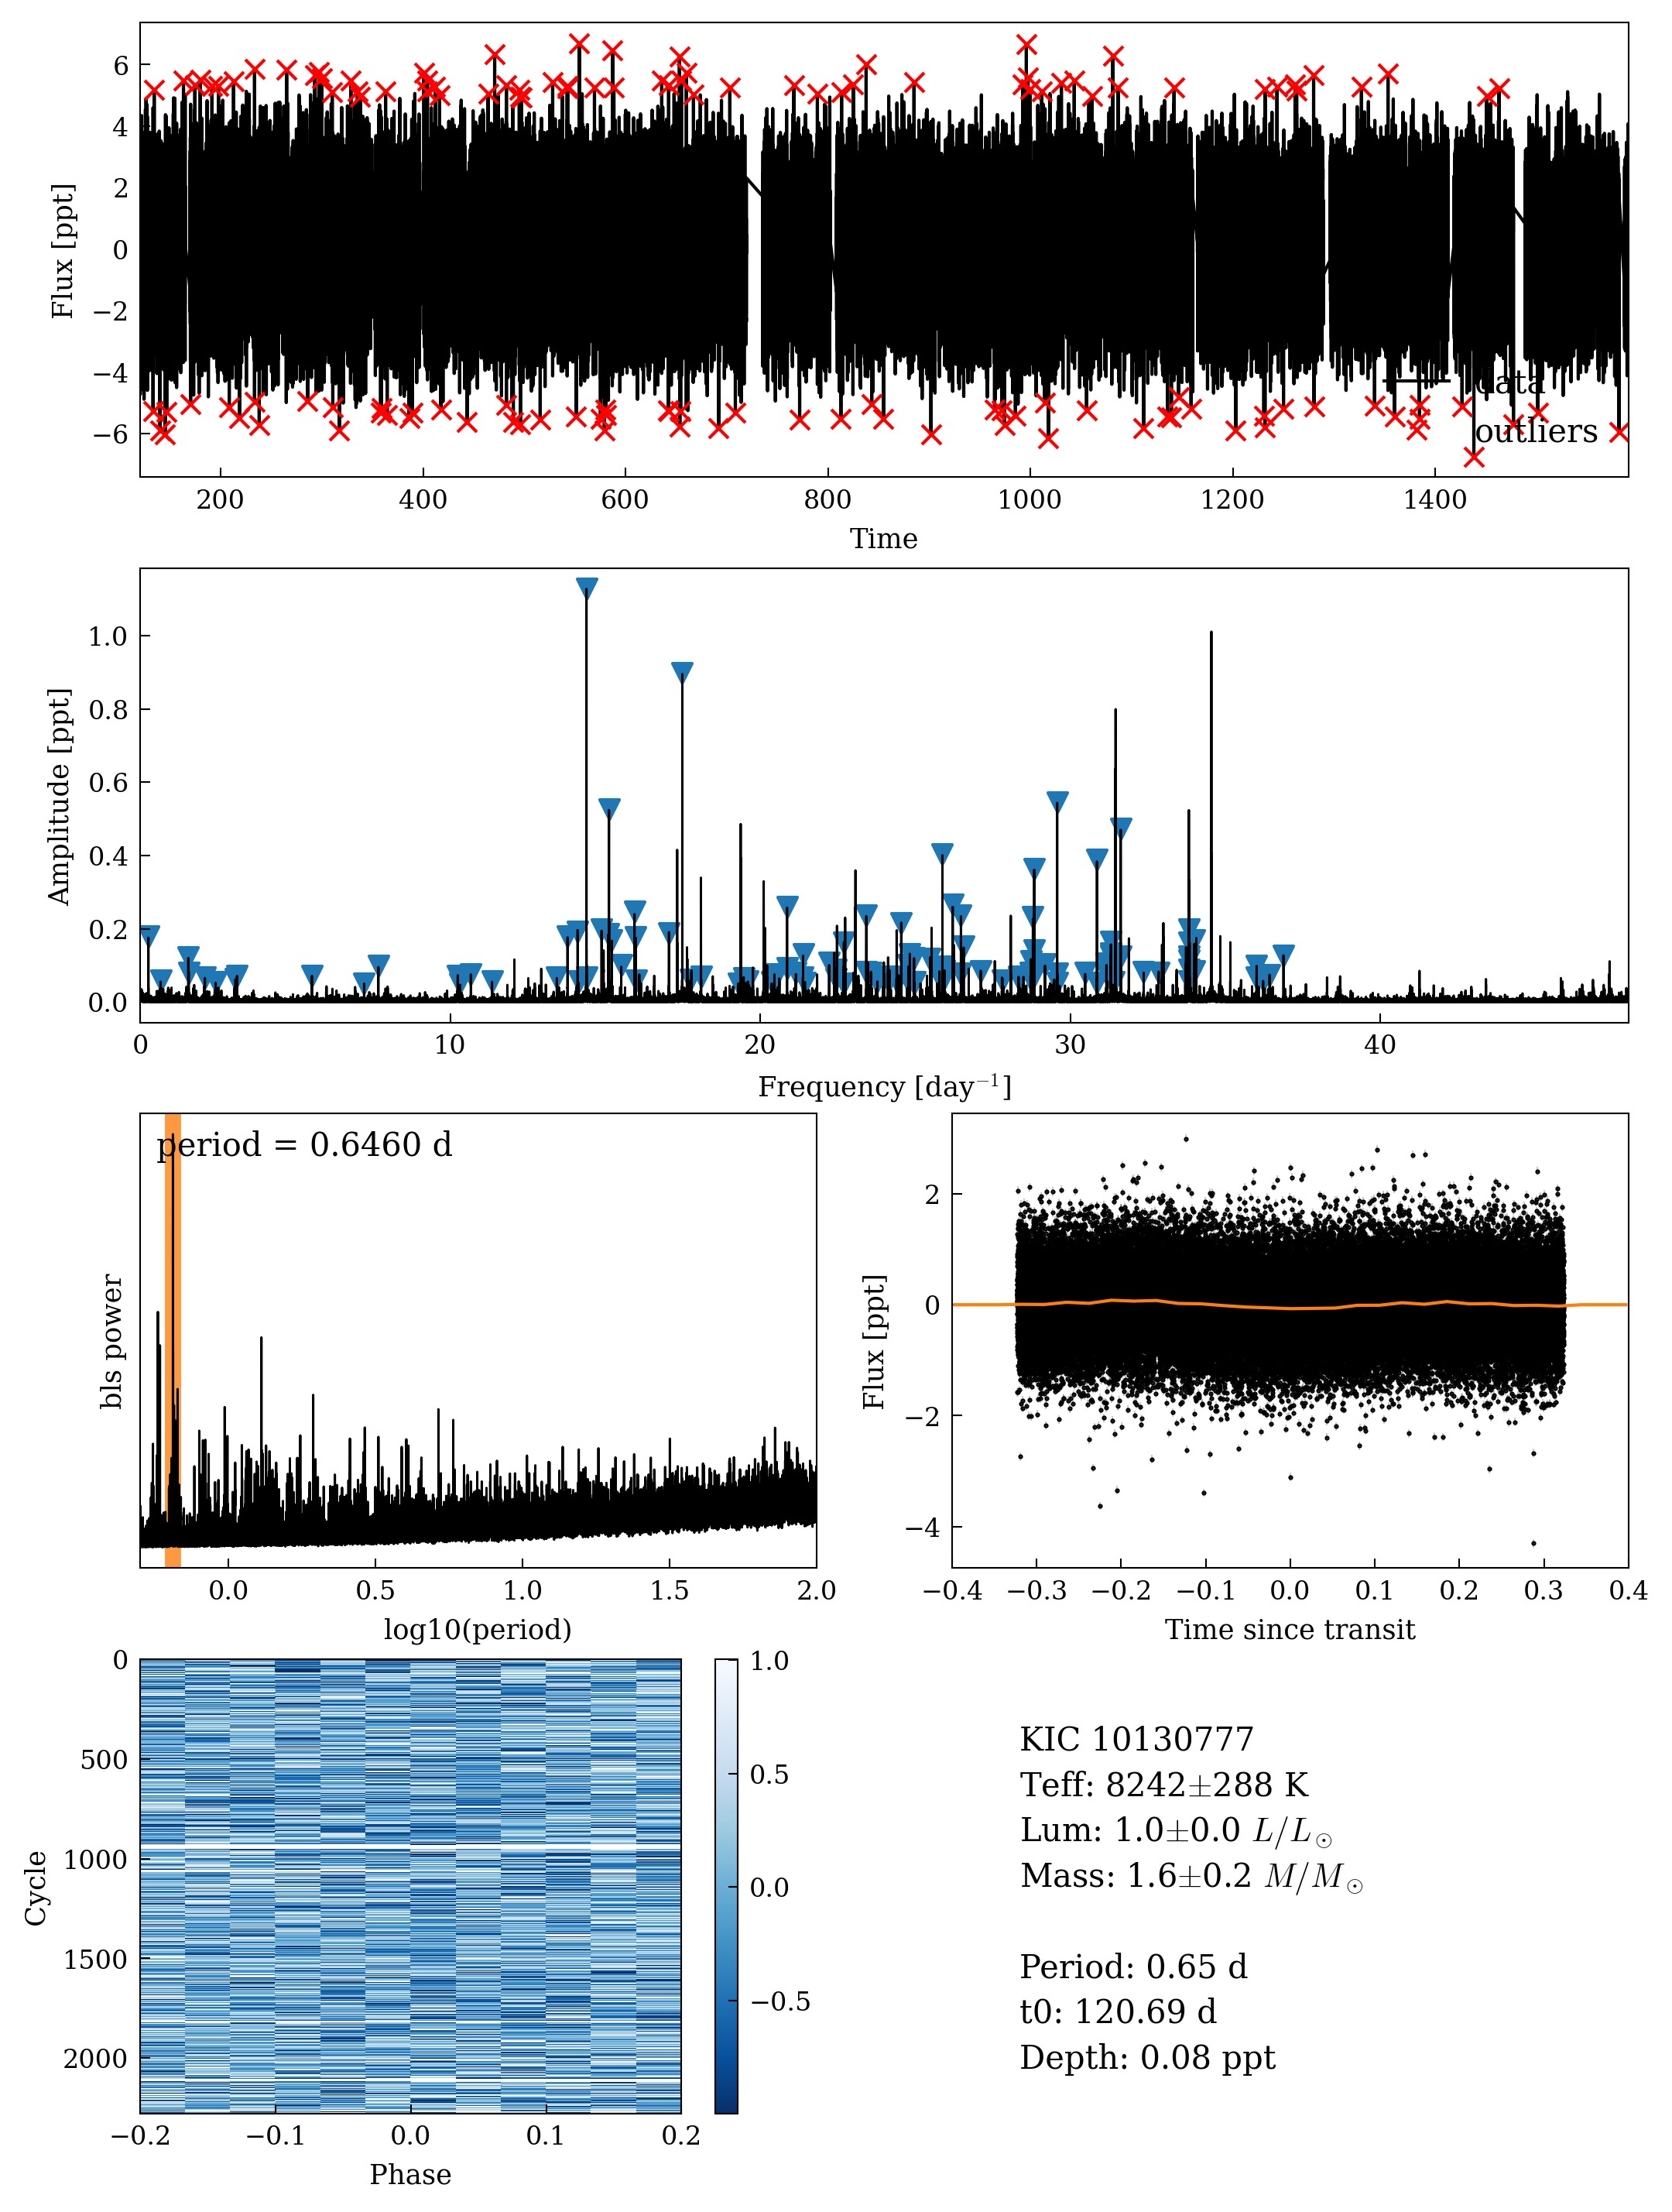 6
4
2
0
−2
−4
−6
Flux [ppt]
data
outliers
200 400 600 800 1000 1200 1400
Time
1.0
0.8
0.6
0.4
0.2
0.0
Amplitude [ppt]
0 10 20 30 40
Frequency [day⁻¹]
period = 0.6460 d
bls power
0.0 0.5 1.0 1.5 2.0
log10(period)
2
0
−2
−4
Flux [ppt]
−0.4 −0.3 −0.2 −0.1 0.0 0.1 0.2 0.3 0.4
Time since transit
0
500
1000
1500
2000
Cycle
−0.2 −0.1 0.0 0.1 0.2
Phase
1.0
0.5
0.0
−0.5
KIC 10130777
Teff: 8242±288 K
Lum: 1.0±0.0 L/L☉
Mass: 1.6±0.2 M/M☉
Period: 0.65 d
t0: 120.69 d
Depth: 0.08 ppt